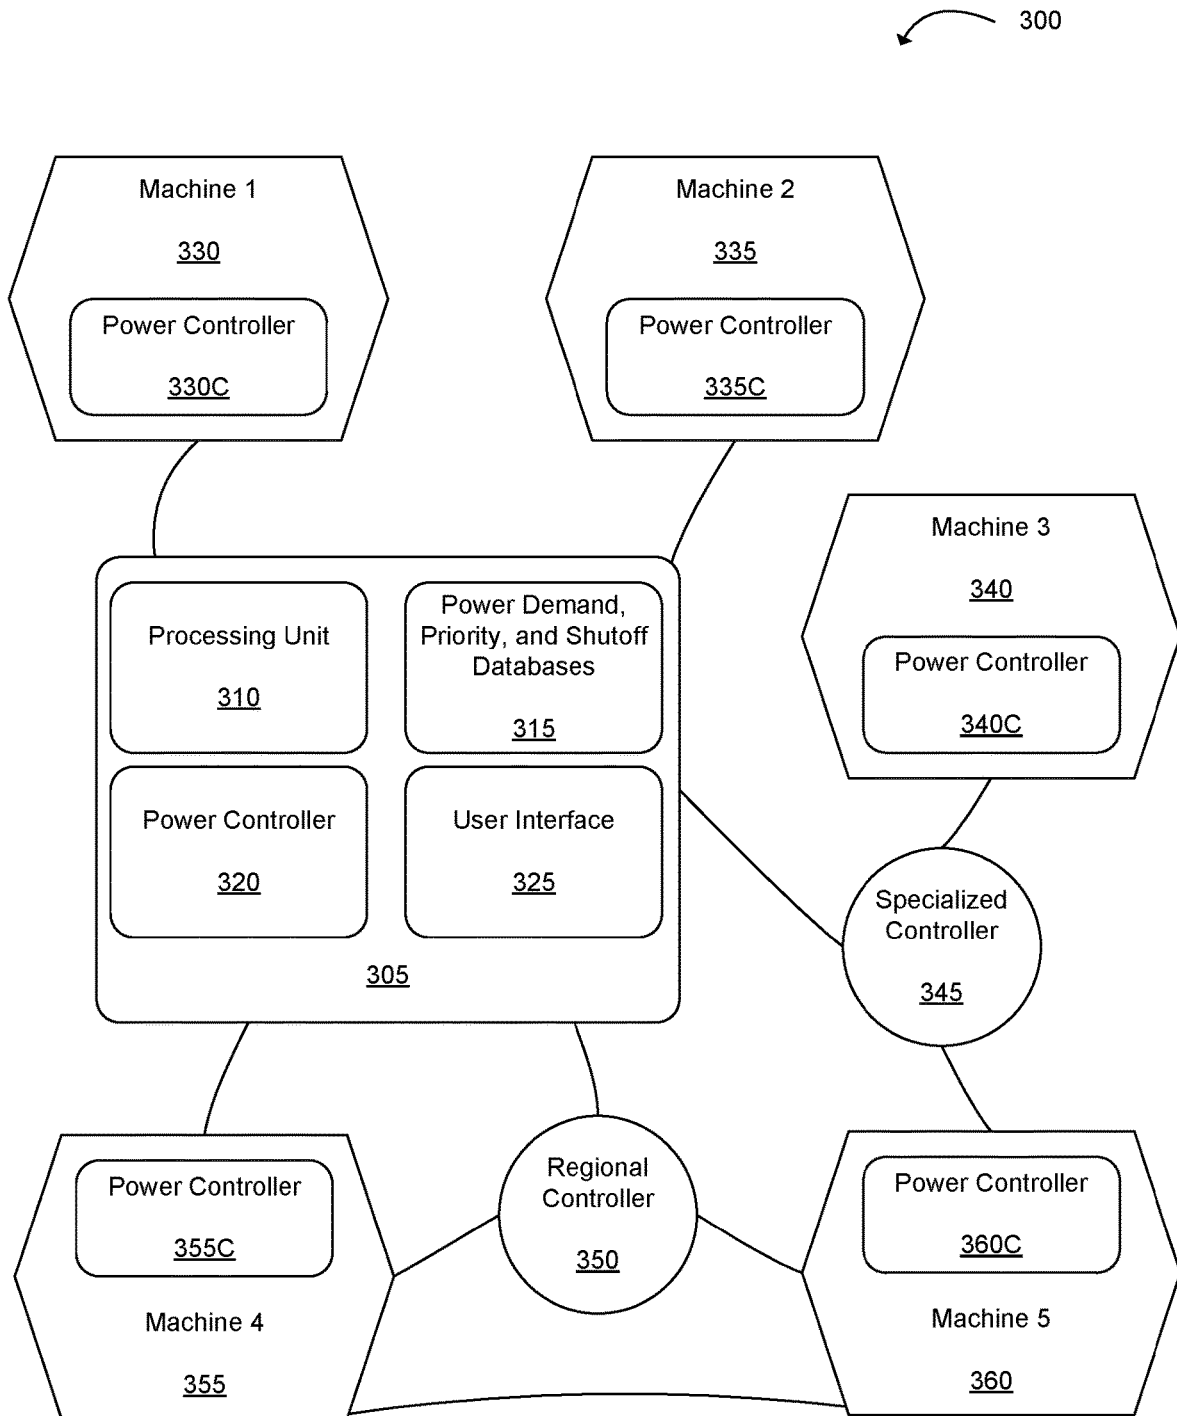 300
Machine 1
330
Power Controller
330C
Machine 2
335
Power Controller
335C
Machine 3
340
Power Controller
340C
Processing Unit
310
Power Demand,
Priority, and Shutoff
Databases
315
Power Controller
320
User Interface
325
305
Specialized
Controller
345
Regional
Controller
350
Power Controller
355C
Machine 4
355
Power Controller
360C
Machine 5
360